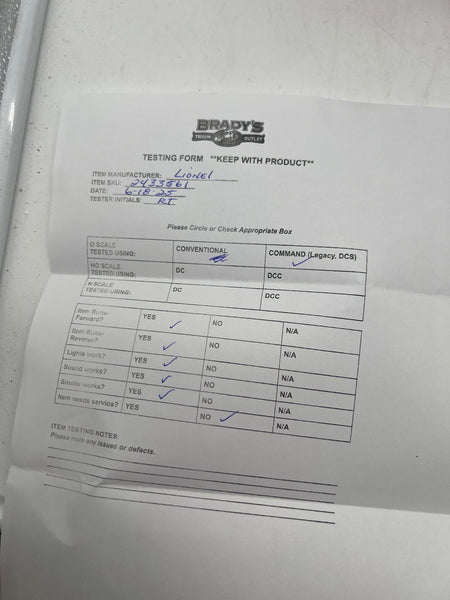 BRADY'S
TRAIN OUTLET
TESTING FORM **KEEP WITH PRODUCT**
ITEM MANUFACTURER: LIONEL
ITEM SKU: 2433561
DATE: 6-18-25
TESTER INITIALS: RT
Please Circle or Check Appropriate Box
O SCALE TESTED USING: CONVENTIONAL COMMAND (Legacy, DCS)
HO SCALE TESTED USING: DC DCC
N SCALE TESTED USING: DC DCC
Item Runs- Forward? YES NO N/A
Item Runs- Reverse? YES NO N/A
Lights work? YES NO N/A
Sound works? YES NO N/A
Smoke works? YES NO N/A
Item needs service? YES NO N/A
ITEM TESTING NOTES:
Please note any issues or defects.